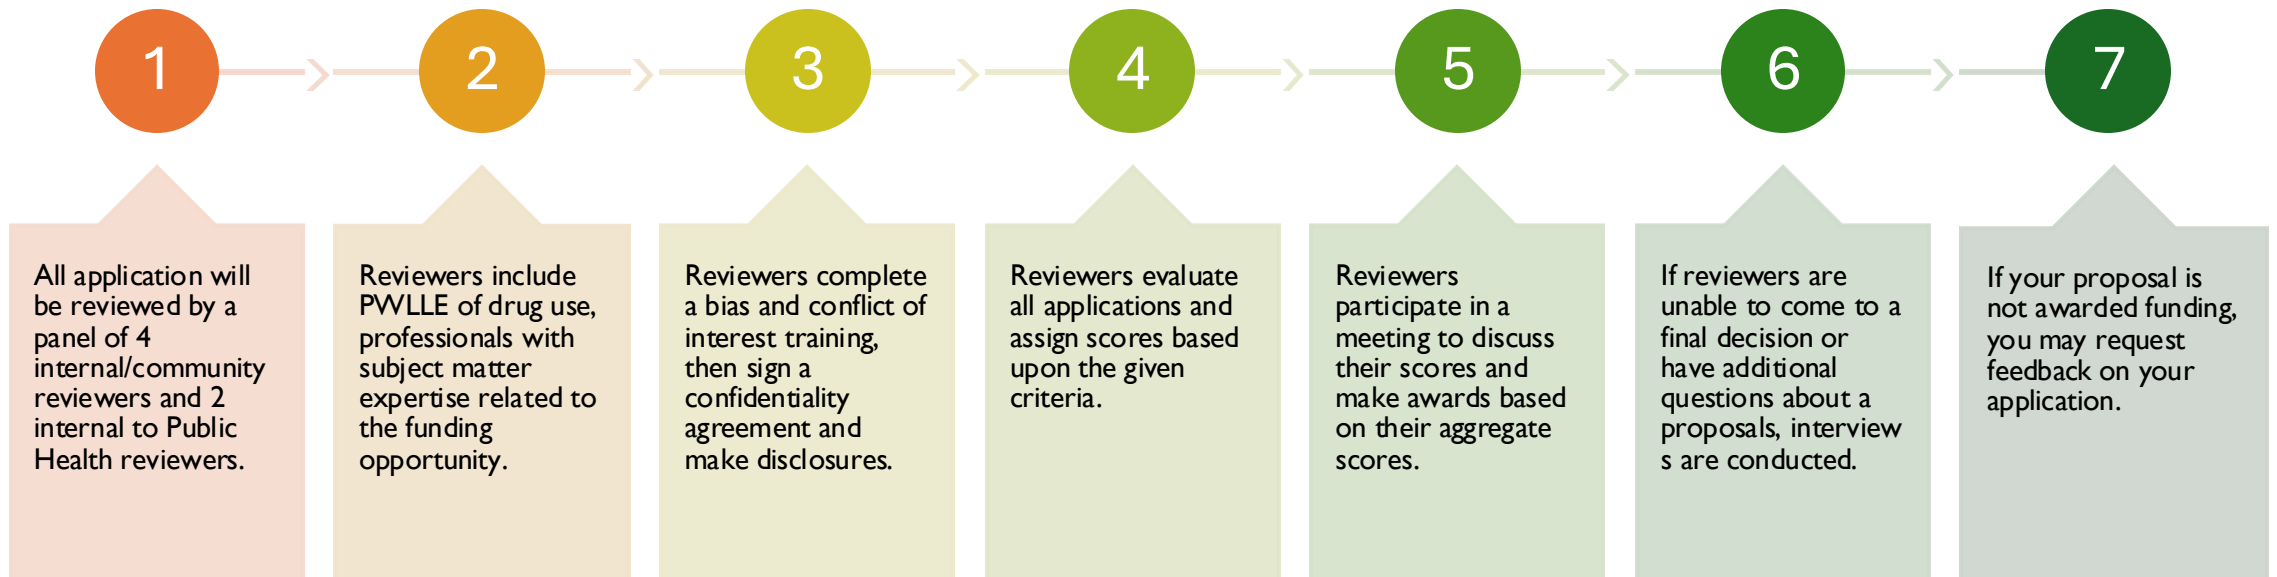 1
2
3
4
5
6
7
All application will
be reviewed by a
panel of 4
internal/community
reviewers and 2
internal to Public
Health reviewers.
Reviewers include
PWLLE of drug use,
professionals with
subject matter
expertise related to
the funding
opportunity.
Reviewers complete
a bias and conflict of
interest training,
then sign a
confidentiality
agreement and
make disclosures.
Reviewers evaluate
all applications and
assign scores based
upon the given
criteria.
Reviewers
participate in a
meeting to discuss
their scores and
make awards based
on their aggregate
scores.
If reviewers are
unable to come to a
final decision or
have additional
questions about a
proposals, interview
s are conducted.
If your proposal is
not awarded funding,
you may request
feedback on your
application.